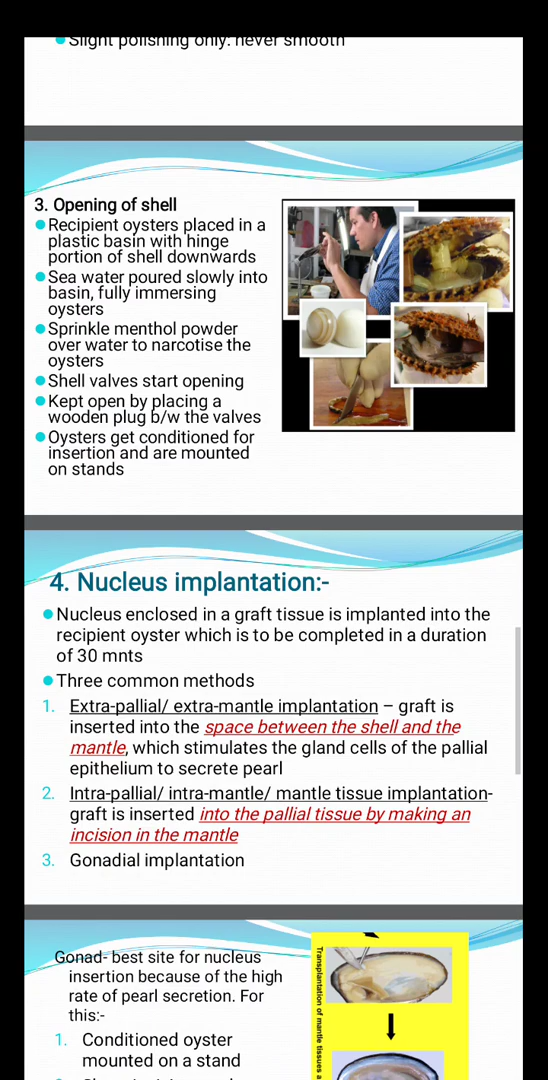 Slight polishing only: never smooth
3. Opening of shell
Recipient oysters placed in a
plastic basin with hinge
portion of shell downwards
Sea water poured slowly into
basin, fully immersing
oysters
Sprinkle menthol powder
over water to narcotise the
oysters
Shell valves start opening
Kept open by placing a
wooden plug b/w the valves
Oysters get conditioned for
insertion and are mounted
on stands
4. Nucleus implantation:-
Nucleus enclosed in a graft tissue is implanted into the
recipient oyster which is to be completed in a duration
of 30 mnts
Three common methods
1. Extra-pallial/ extra-mantle implantation – graft is
inserted into the space between the shell and the
mantle, which stimulates the gland cells of the pallial
epithelium to secrete pearl
2. Intra-pallial/ intra-mantle/ mantle tissue implantation-
graft is inserted into the pallial tissue by making an
incision in the mantle
3. Gonadial implantation
Gonad- best site for nucleus
insertion because of the high
rate of pearl secretion. For
this:-
1. Conditioned oyster
mounted on a stand
Transplantation of mantle tissues a